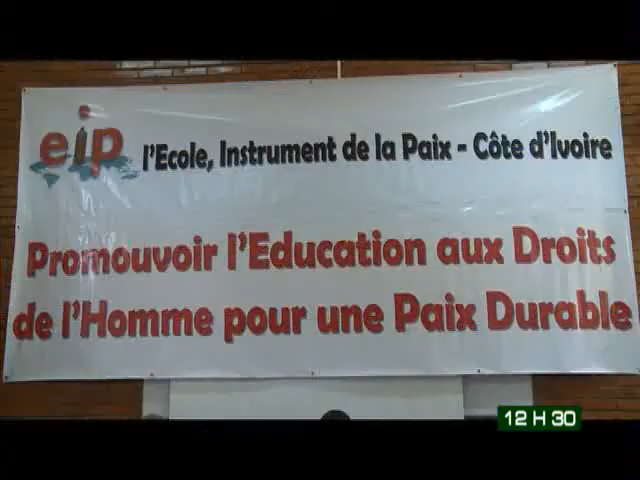 eip
l'Ecole, Instrument de la Paix - Côte d'Ivoire
Promouvoir l'Education aux Droits
de l'Homme pour une Paix Durable
12 H 30